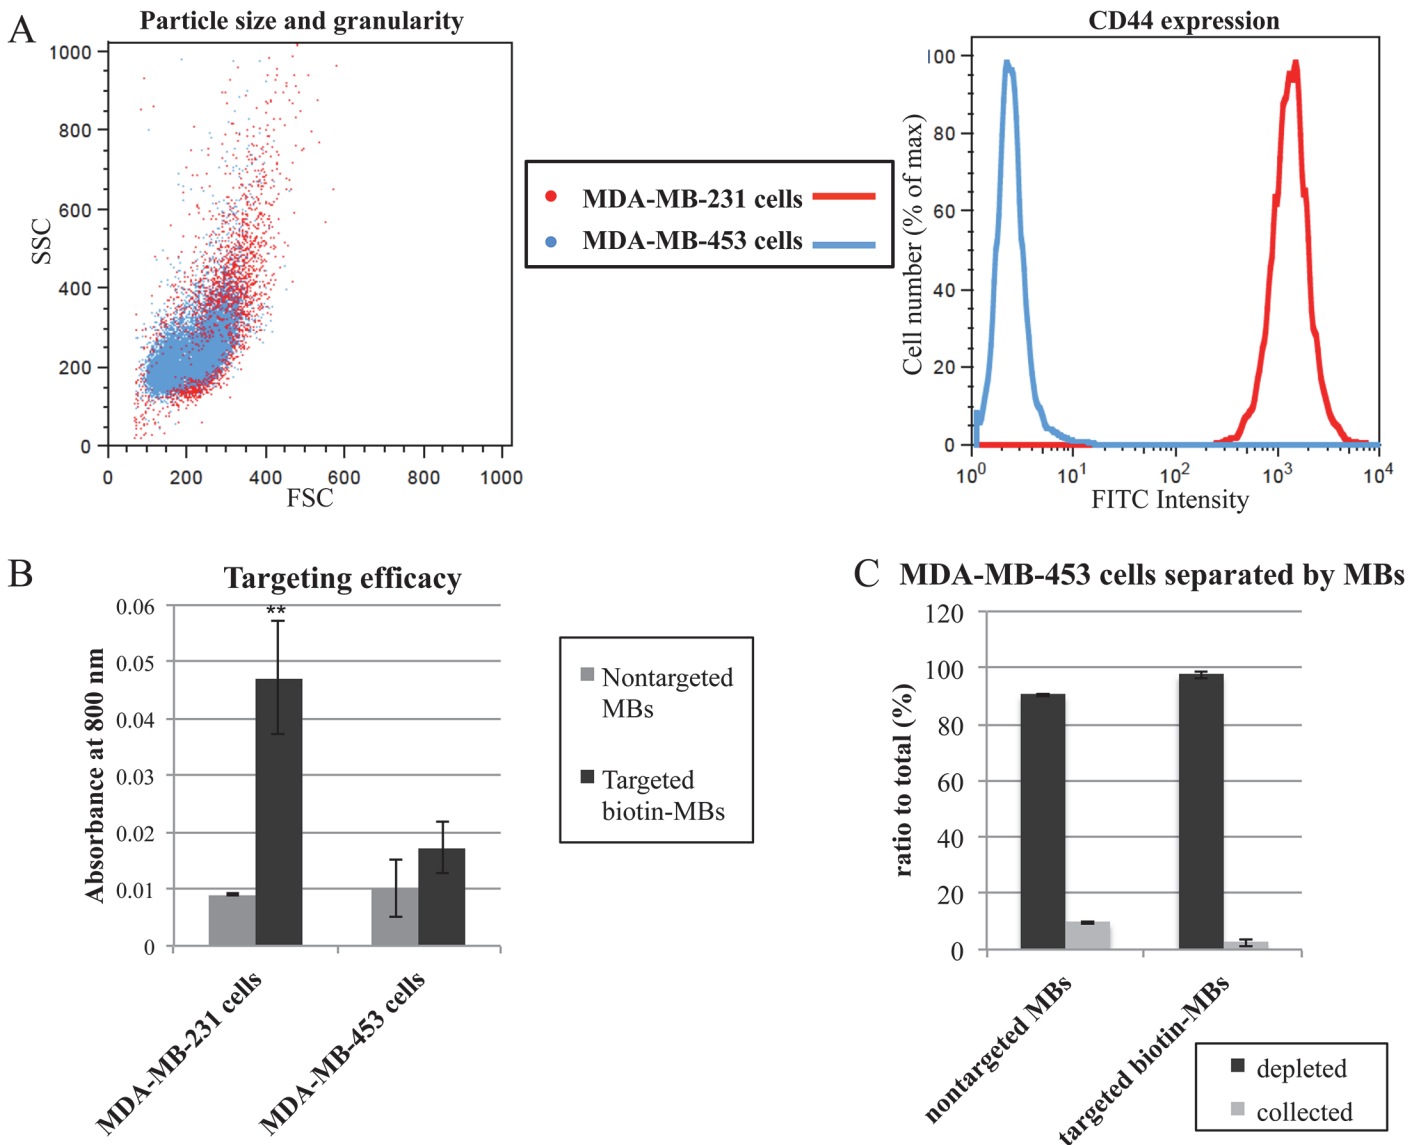 A
Particle size and granularity
1000
800
600
400
200
0
SSC
0 200 400 600 800 1000
FSC
MDA-MB-231 cells
MDA-MB-453 cells
CD44 expression
100
80
60
40
20
0
Cell number (% of max)
10^0 10^1 10^2 10^3 10^4
FITC Intensity
B
Targeting efficacy
**
0.06
0.05
0.04
0.03
0.02
0.01
0
Absorbance at 800 nm
MDA-MB-231 cells
MDA-MB-453 cells
Nontargeted
MBs
Targeted
biotin-MBs
C
MDA-MB-453 cells separated by MBs
120
100
80
60
40
20
0
ratio to total (%)
nontargeted MBs
targeted biotin-MBs
depleted
collected